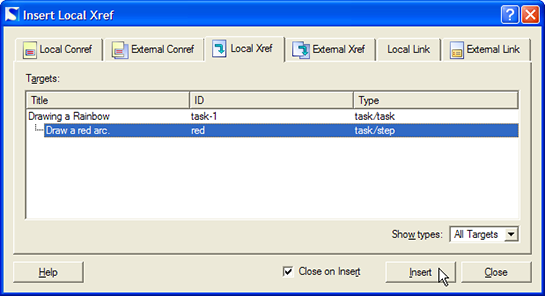 Insert Local Xref
Local Conref External Conref Local Xref External Xref Local Link External Link
Targets:
Title ID Type
Drawing a Rainbow task-1 task/task
Draw a red arc. red task/step
Show types: All Targets
Help Close on Insert Insert Close